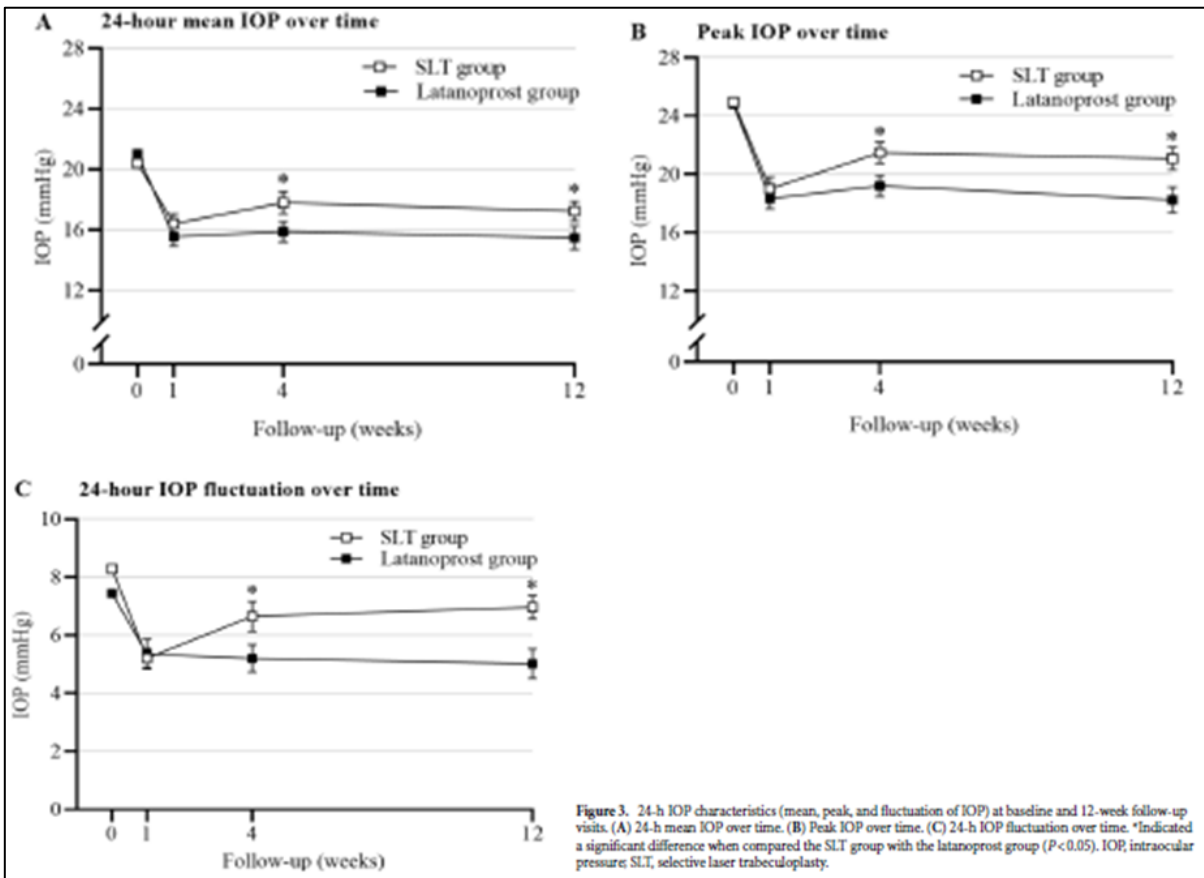 A 24-hour mean IOP over time
28
24
20
16
12
0
IOP (mmHg)
SLT group
Latanoprost group
*
*
0 1 4 12
Follow-up (weeks)
B Peak IOP over time
28
24
20
16
12
0
IOP (mmHg)
SLT group
Latanoprost group
*
*
0 1 4 12
Follow-up (weeks)
C 24-hour IOP fluctuation over time
10
8
6
4
2
0
IOP (mmHg)
SLT group
Latanoprost group
*
*
0 1 4 12
Follow-up (weeks)
Figure 3. 24-h IOP characteristics (mean, peak, and fluctuation of IOP) at baseline and 12-week follow-up
visits. (A) 24-h mean IOP over time. (B) Peak IOP over time. (C) 24-h IOP fluctuation over time. *Indicated
a significant difference when compared the SLT group with the latanoprost group (P<0.05). IOP, intraocular
pressure; SLT, selective laser trabeculoplasty.